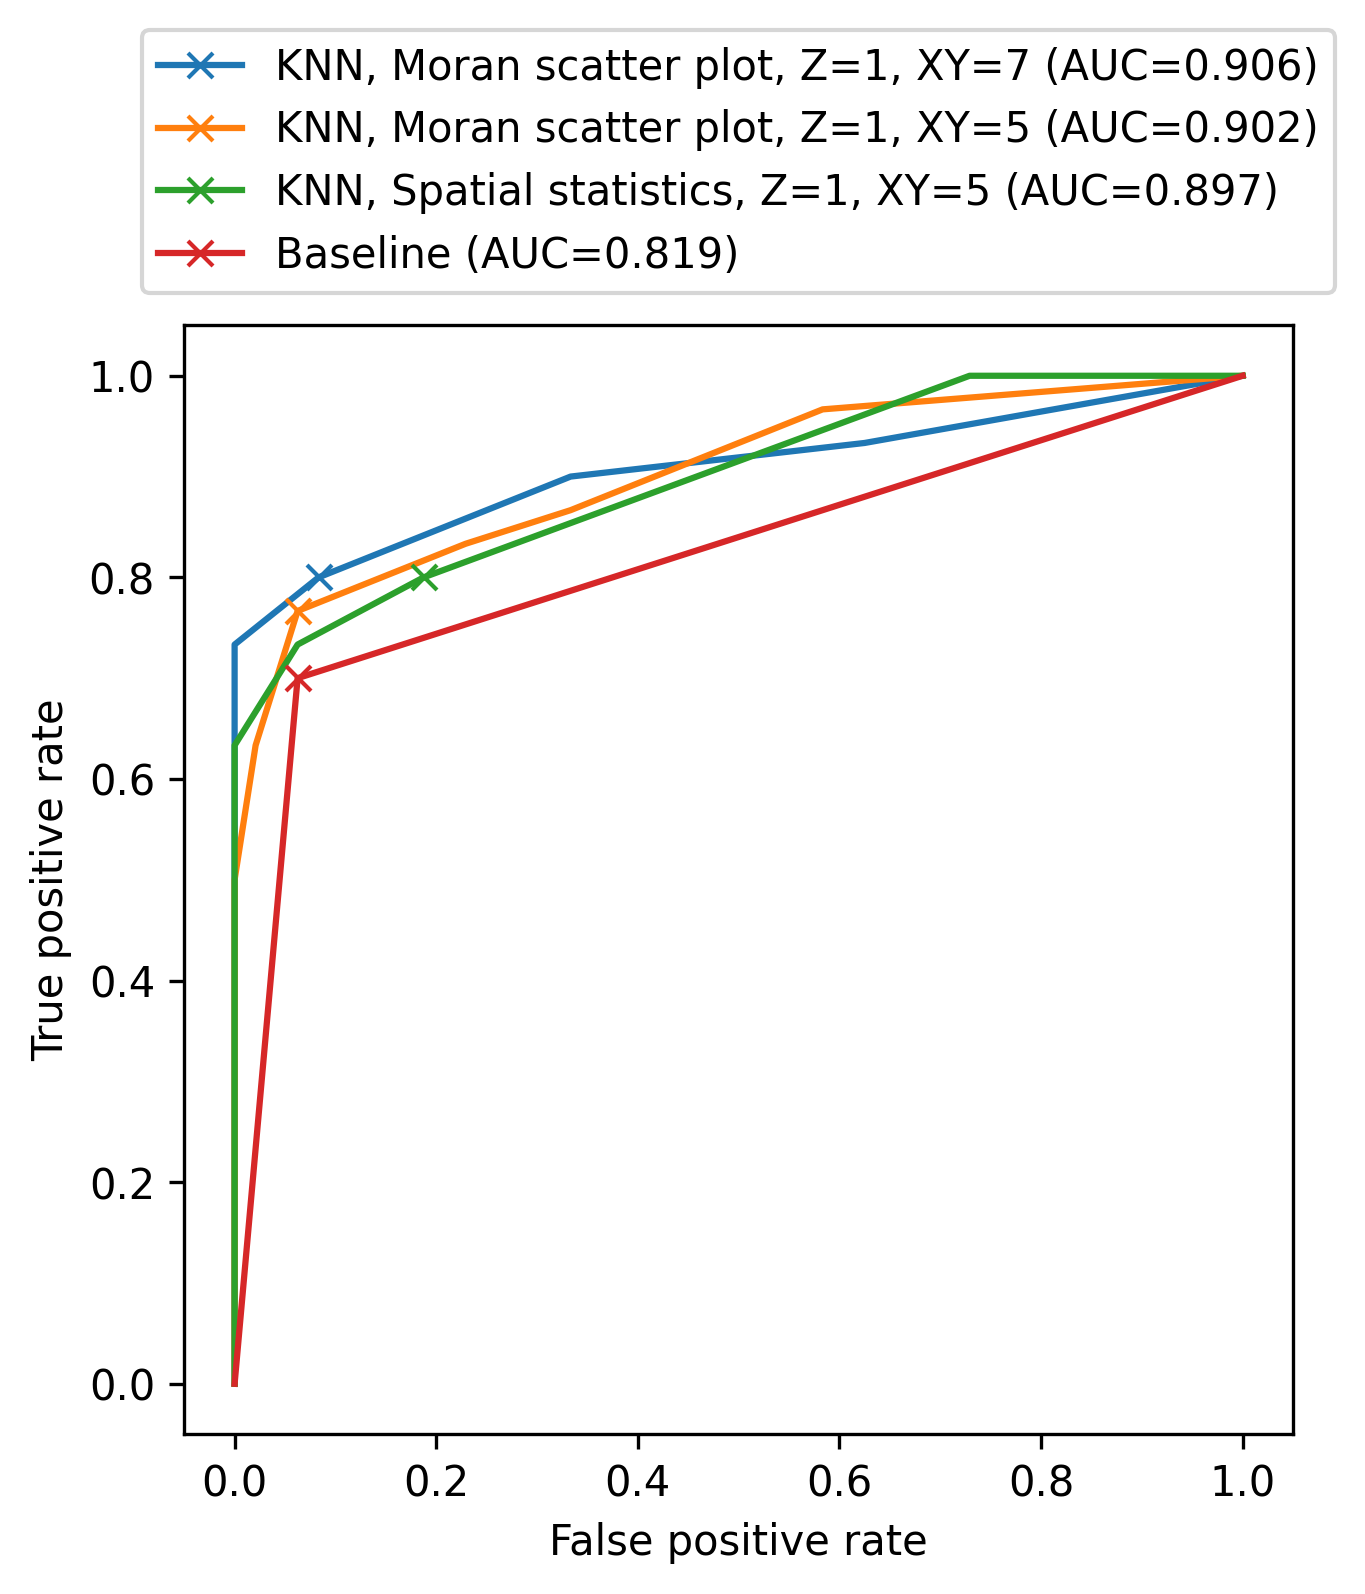 KNN, Moran scatter plot, Z=1, XY=7 (AUC=0.906)
KNN, Moran scatter plot, Z=1, XY=5 (AUC=0.902)
KNN, Spatial statistics, Z=1, XY=5 (AUC=0.897)
Baseline (AUC=0.819)
1.0
0.8
0.6
0.4
0.2
0.0
True positive rate
0.0 0.2 0.4 0.6 0.8 1.0
False positive rate